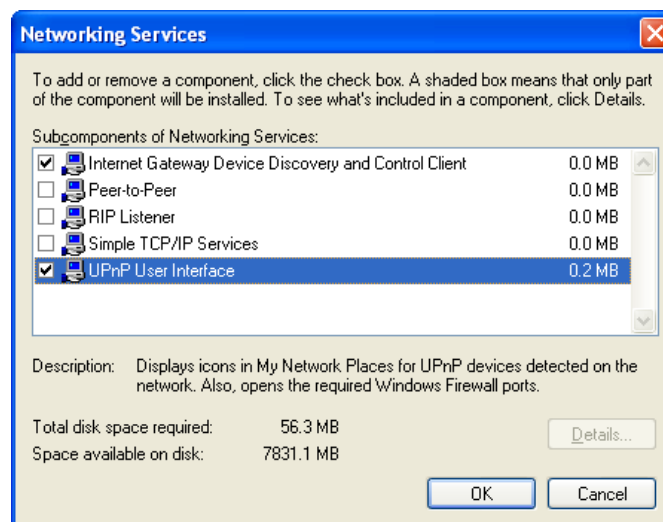 Networking Services
To add or remove a component, click the check box. A shaded box means that only part
of the component will be installed. To see what's included in a component, click Details.
Subcomponents of Networking Services:
Internet Gateway Device Discovery and Control Client 0.0 MB
Peer-to-Peer 0.0 MB
RIP Listener 0.0 MB
Simple TCP/IP Services 0.0 MB
UPnP User Interface 0.2 MB
Description: Displays icons in My Network Places for UPnP devices detected on the
network. Also, opens the required Windows Firewall ports.
Total disk space required: 56.3 MB
Space available on disk: 7831.1 MB
Details...
OK Cancel